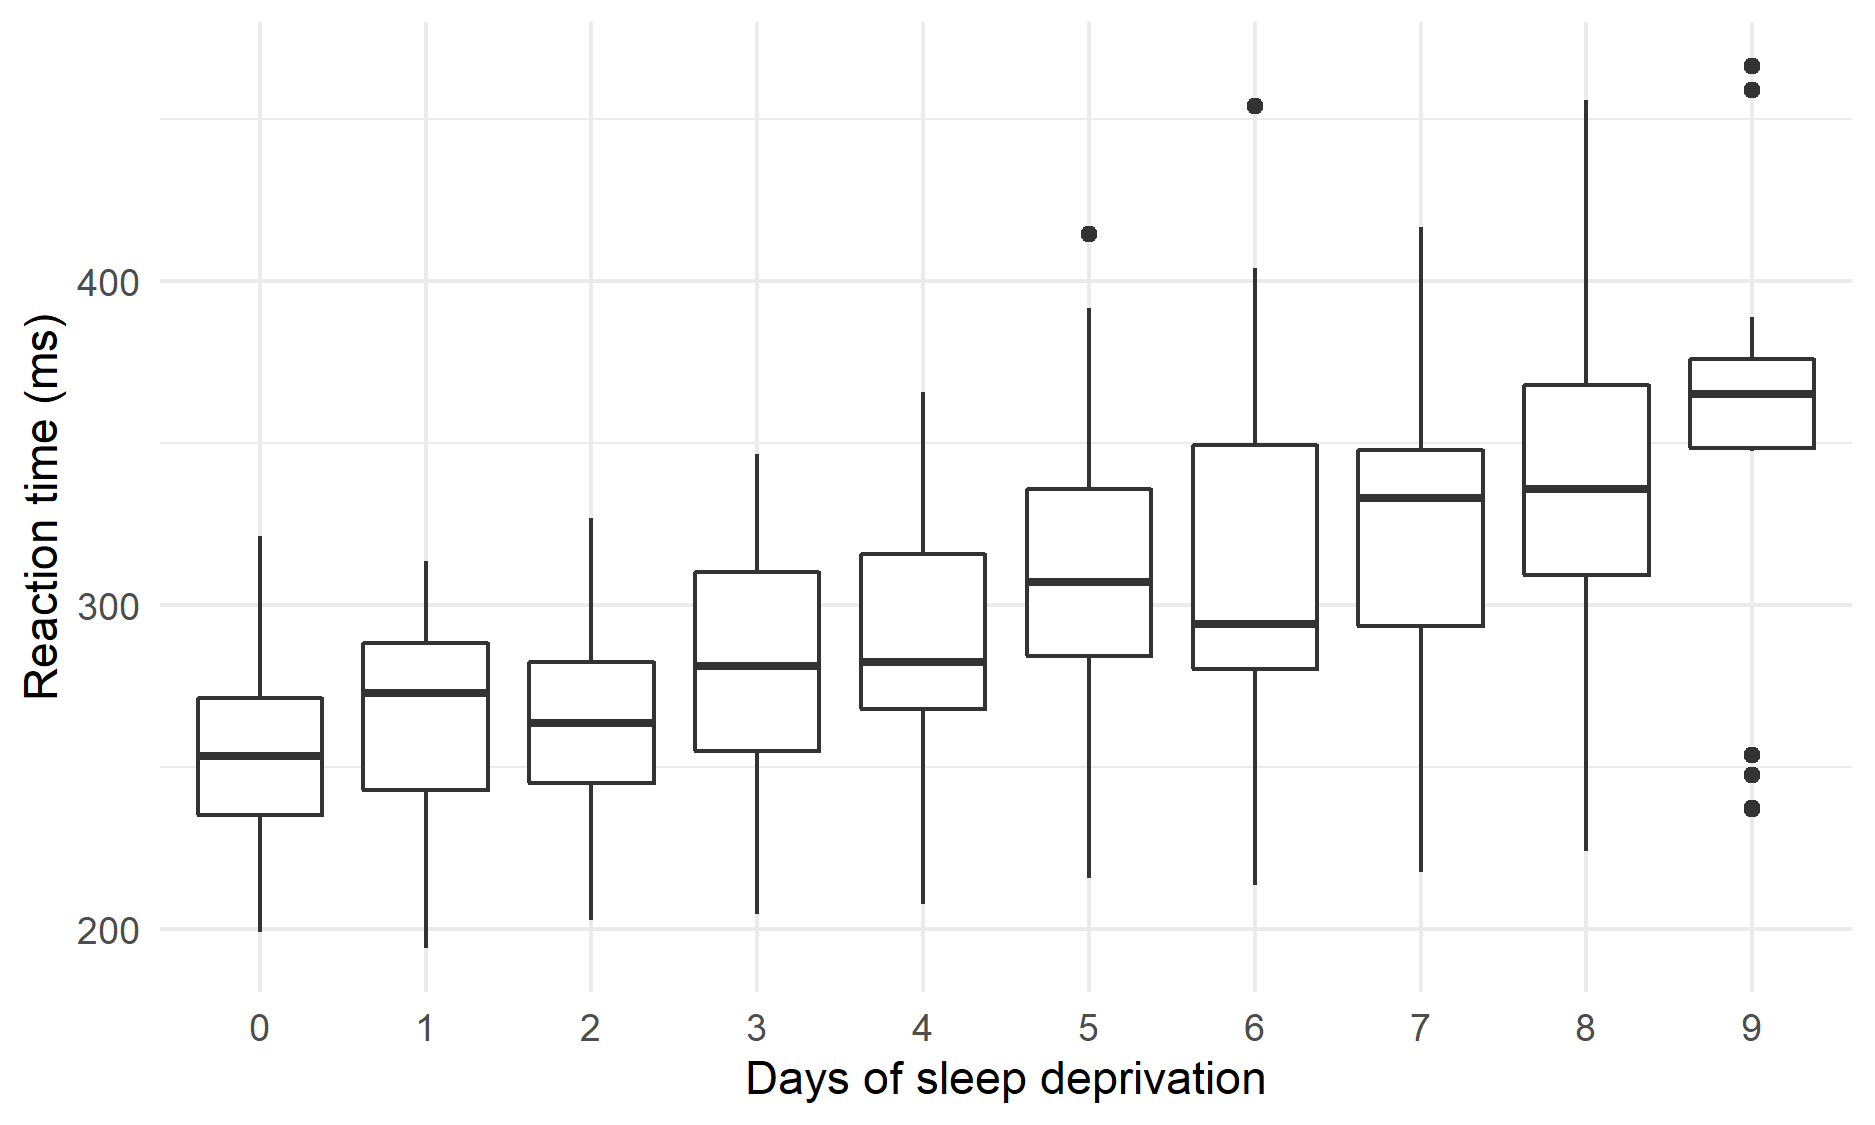 Reaction time (ms)
400
300
200
0 1 2 3 4 5 6 7 8 9
Days of sleep deprivation